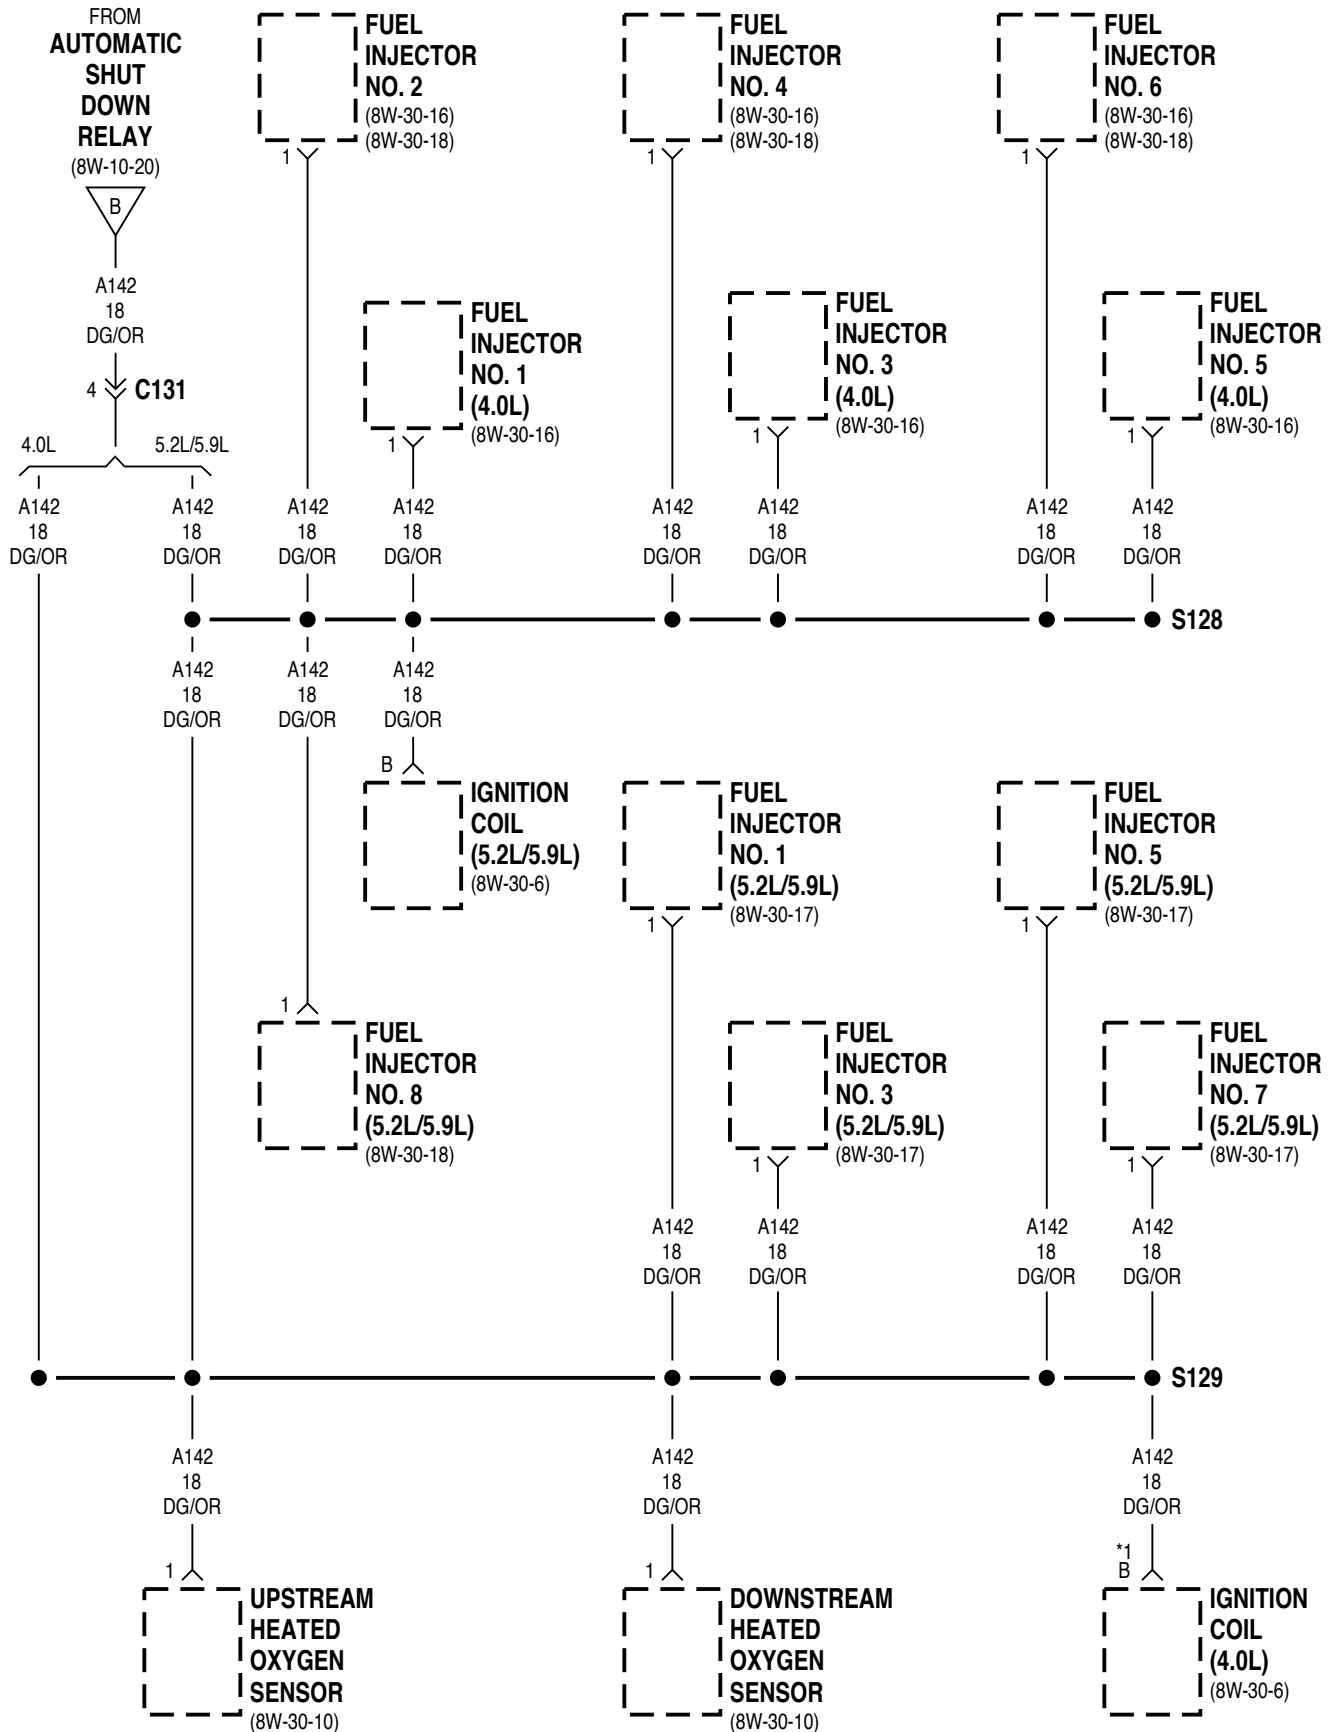 FROM
AUTOMATIC
SHUT
DOWN
RELAY
(8W-10-20)
B
A142
18
DG/OR
4
C131
4.0L
5.2L/5.9L
A142
18
DG/OR
A142
18
DG/OR
FUEL
INJECTOR
NO. 2
(8W-30-16)
(8W-30-18)
1
A142
18
DG/OR
FUEL
INJECTOR
NO. 1
(4.0L)
(8W-30-16)
1
A142
18
DG/OR
FUEL
INJECTOR
NO. 4
(8W-30-16)
(8W-30-18)
1
A142
18
DG/OR
FUEL
INJECTOR
NO. 3
(4.0L)
(8W-30-16)
1
A142
18
DG/OR
FUEL
INJECTOR
NO. 6
(8W-30-16)
(8W-30-18)
1
A142
18
DG/OR
FUEL
INJECTOR
NO. 5
(4.0L)
(8W-30-16)
1
A142
18
DG/OR
S128
A142
18
DG/OR
A142
18
DG/OR
A142
18
DG/OR
B
IGNITION
COIL
(5.2L/5.9L)
(8W-30-6)
1
FUEL
INJECTOR
NO. 8
(5.2L/5.9L)
(8W-30-18)
FUEL
INJECTOR
NO. 1
(5.2L/5.9L)
(8W-30-17)
1
A142
18
DG/OR
FUEL
INJECTOR
NO. 3
(5.2L/5.9L)
(8W-30-17)
1
A142
18
DG/OR
FUEL
INJECTOR
NO. 5
(5.2L/5.9L)
(8W-30-17)
1
A142
18
DG/OR
FUEL
INJECTOR
NO. 7
(5.2L/5.9L)
(8W-30-17)
1
A142
18
DG/OR
S129
A142
18
DG/OR
1
UPSTREAM
HEATED
OXYGEN
SENSOR
(8W-30-10)
A142
18
DG/OR
1
DOWNSTREAM
HEATED
OXYGEN
SENSOR
(8W-30-10)
A142
18
DG/OR
*1
B
IGNITION
COIL
(4.0L)
(8W-30-6)